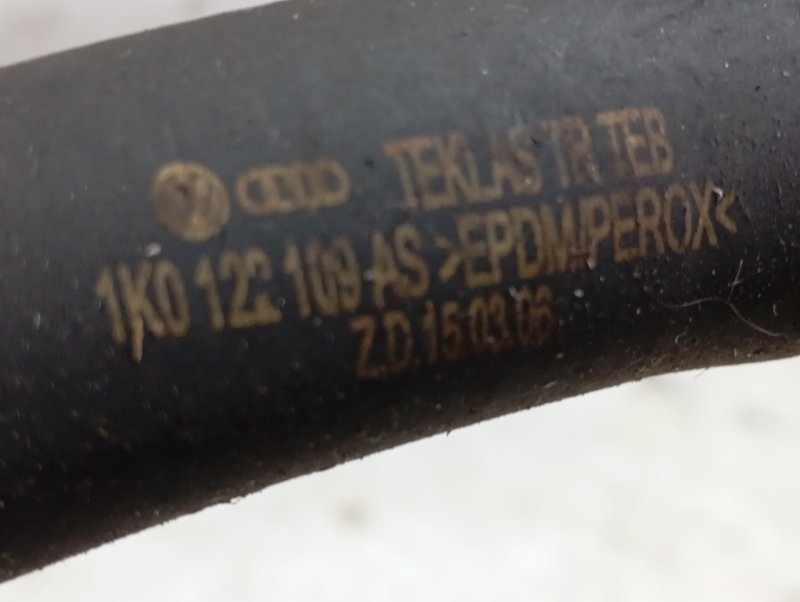 TEKLAS TR TEB
1K0 122 109 AS >EPDM/PEROX<
Z.D.15.03.06